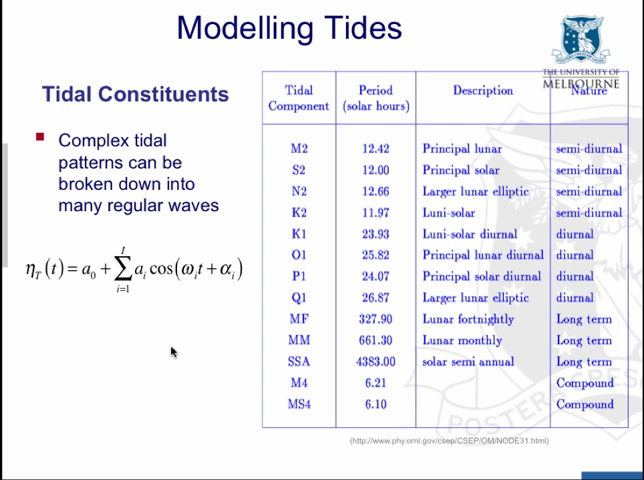 Modelling Tides
THE UNIVERSITY OF
MELBOURNE
Tidal Constituents
Complex tidal
patterns can be
broken down into
many regular waves
η_T(t) = a_0 + ∑_{i=1}^{I} a_i cos(ω_i t + α_i)
Tidal Component Period (solar hours) Description Nature
M2 12.42 Principal lunar semi-diurnal
S2 12.00 Principal solar semi-diurnal
N2 12.66 Larger lunar elliptic semi-diurnal
K2 11.97 Luni-solar semi-diurnal
K1 23.93 Luni-solar diurnal diurnal
O1 25.82 Principal lunar diurnal diurnal
P1 24.07 Principal solar diurnal diurnal
Q1 26.87 Larger lunar elliptic diurnal
MF 327.90 Lunar fortnightly Long term
MM 661.30 Lunar monthly Long term
SSA 4383.00 solar semi annual Long term
M4 6.21 Compound
MS4 6.10 Compound
(http://www.phy.ornl.gov/csep/CSEP/OM/NODE31.html)